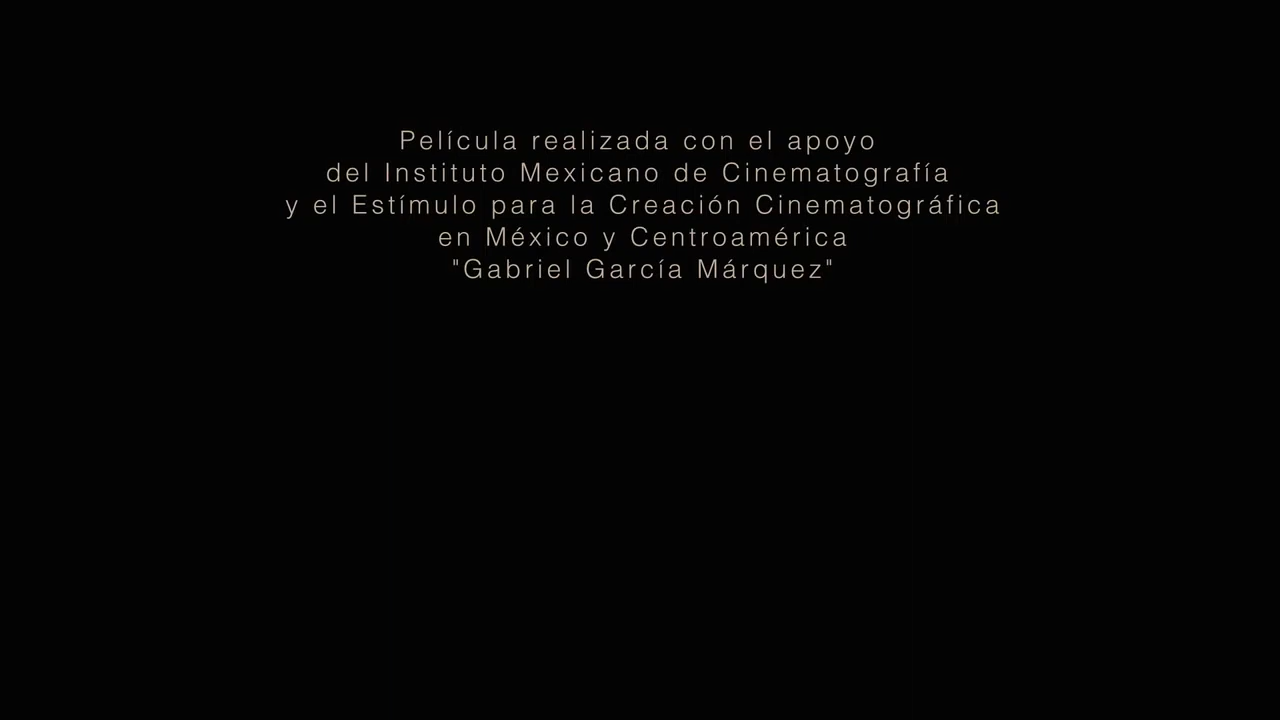 Película realizada con el apoyo
del Instituto Mexicano de Cinematografía
y el Estímulo para la Creación Cinematográfica
en México y Centroamérica
"Gabriel García Márquez"